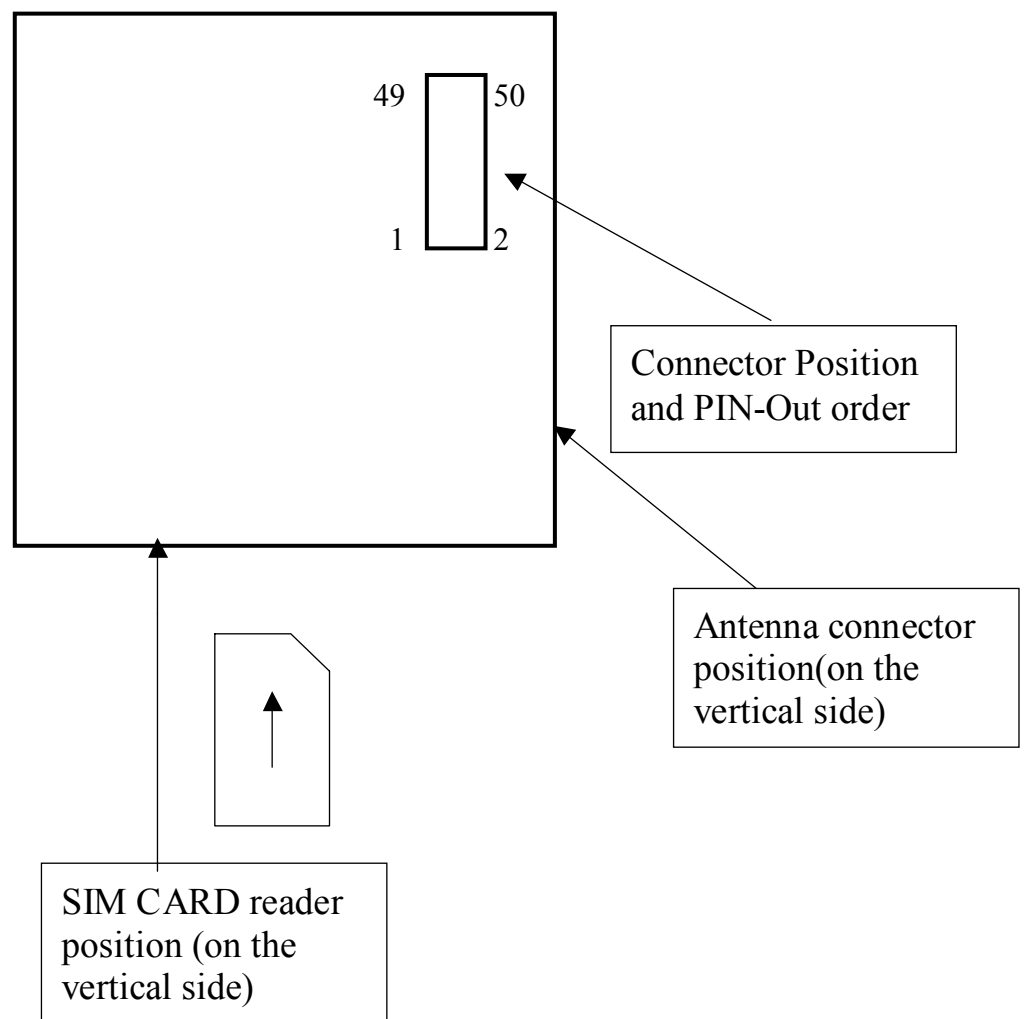 49 50
1 2
Connector Position
and PIN-Out order
Antenna connector
position(on the
vertical side)
SIM CARD reader
position (on the
vertical side)